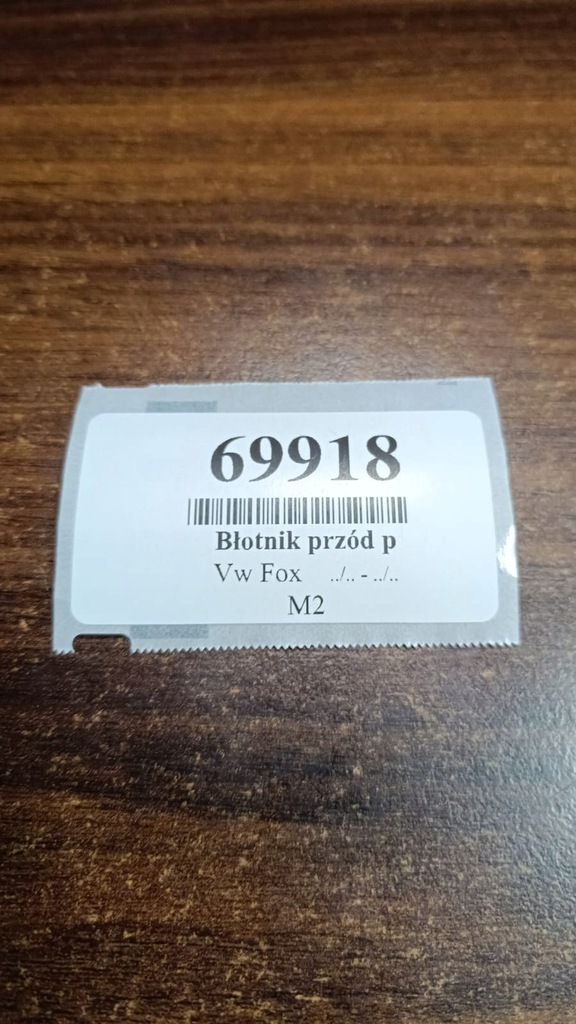 69918
Błotnik przód p
Vw Fox ../.. - ../..
M2